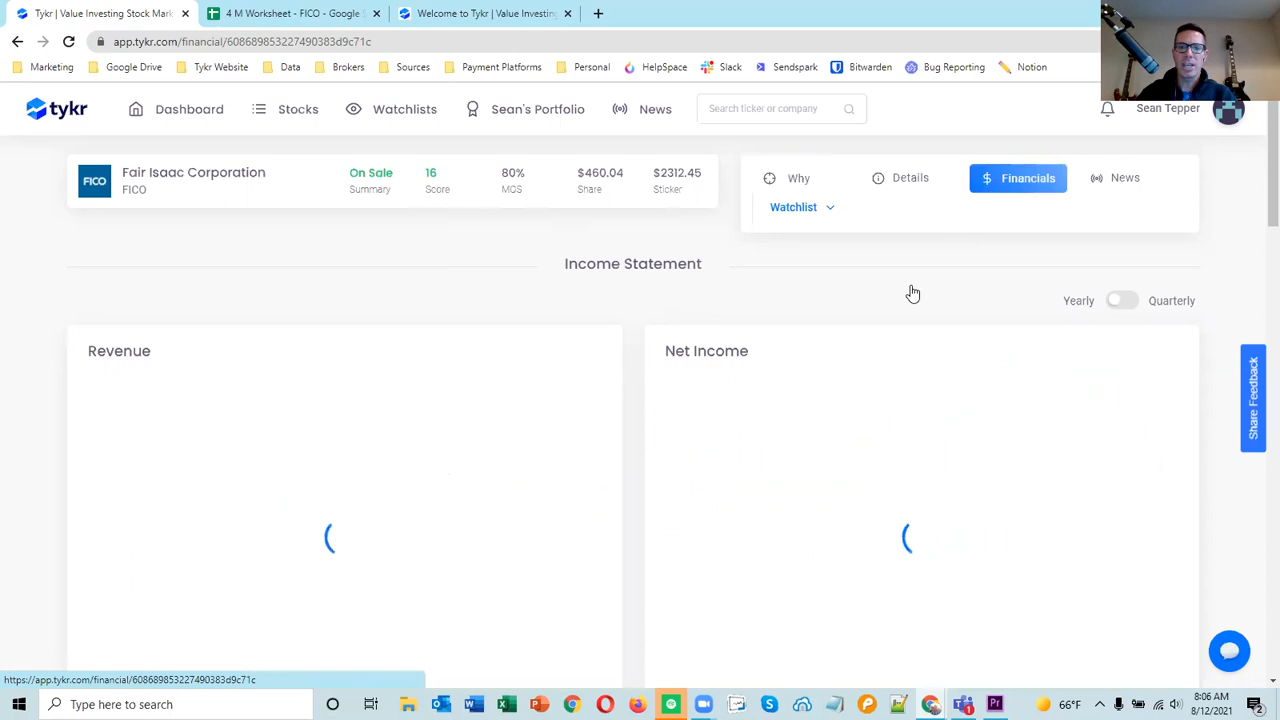 Tykr | Value Investing Stock Mark
4 M Worksheet - FICO - Google S
Welcome to Tykr | Value Investing
app.tykr.com/financial/608689853227490383d9c71c
Marketing
Google Drive
Tykr Website
Data
Brokers
Sources
Payment Platforms
Personal
HelpSpace
Slack
Sendspark
Bitwarden
Bug Reporting
Notion
tykr
Dashboard
Stocks
Watchlists
Sean's Portfolio
News
Search ticker or company
Sean Tepper
FICO
Fair Isaac Corporation
FICO
On Sale
Summary
16
Score
80%
MOS
$460.04
Share
$2312.45
Sticker
Why
Details
$ Financials
News
Watchlist
Income Statement
Yearly
Quarterly
Revenue
Net Income
Share Feedback
https://app.tykr.com/financial/608689853227490383d9c71c
Type here to search
66°F
8:06 AM
8/12/2021